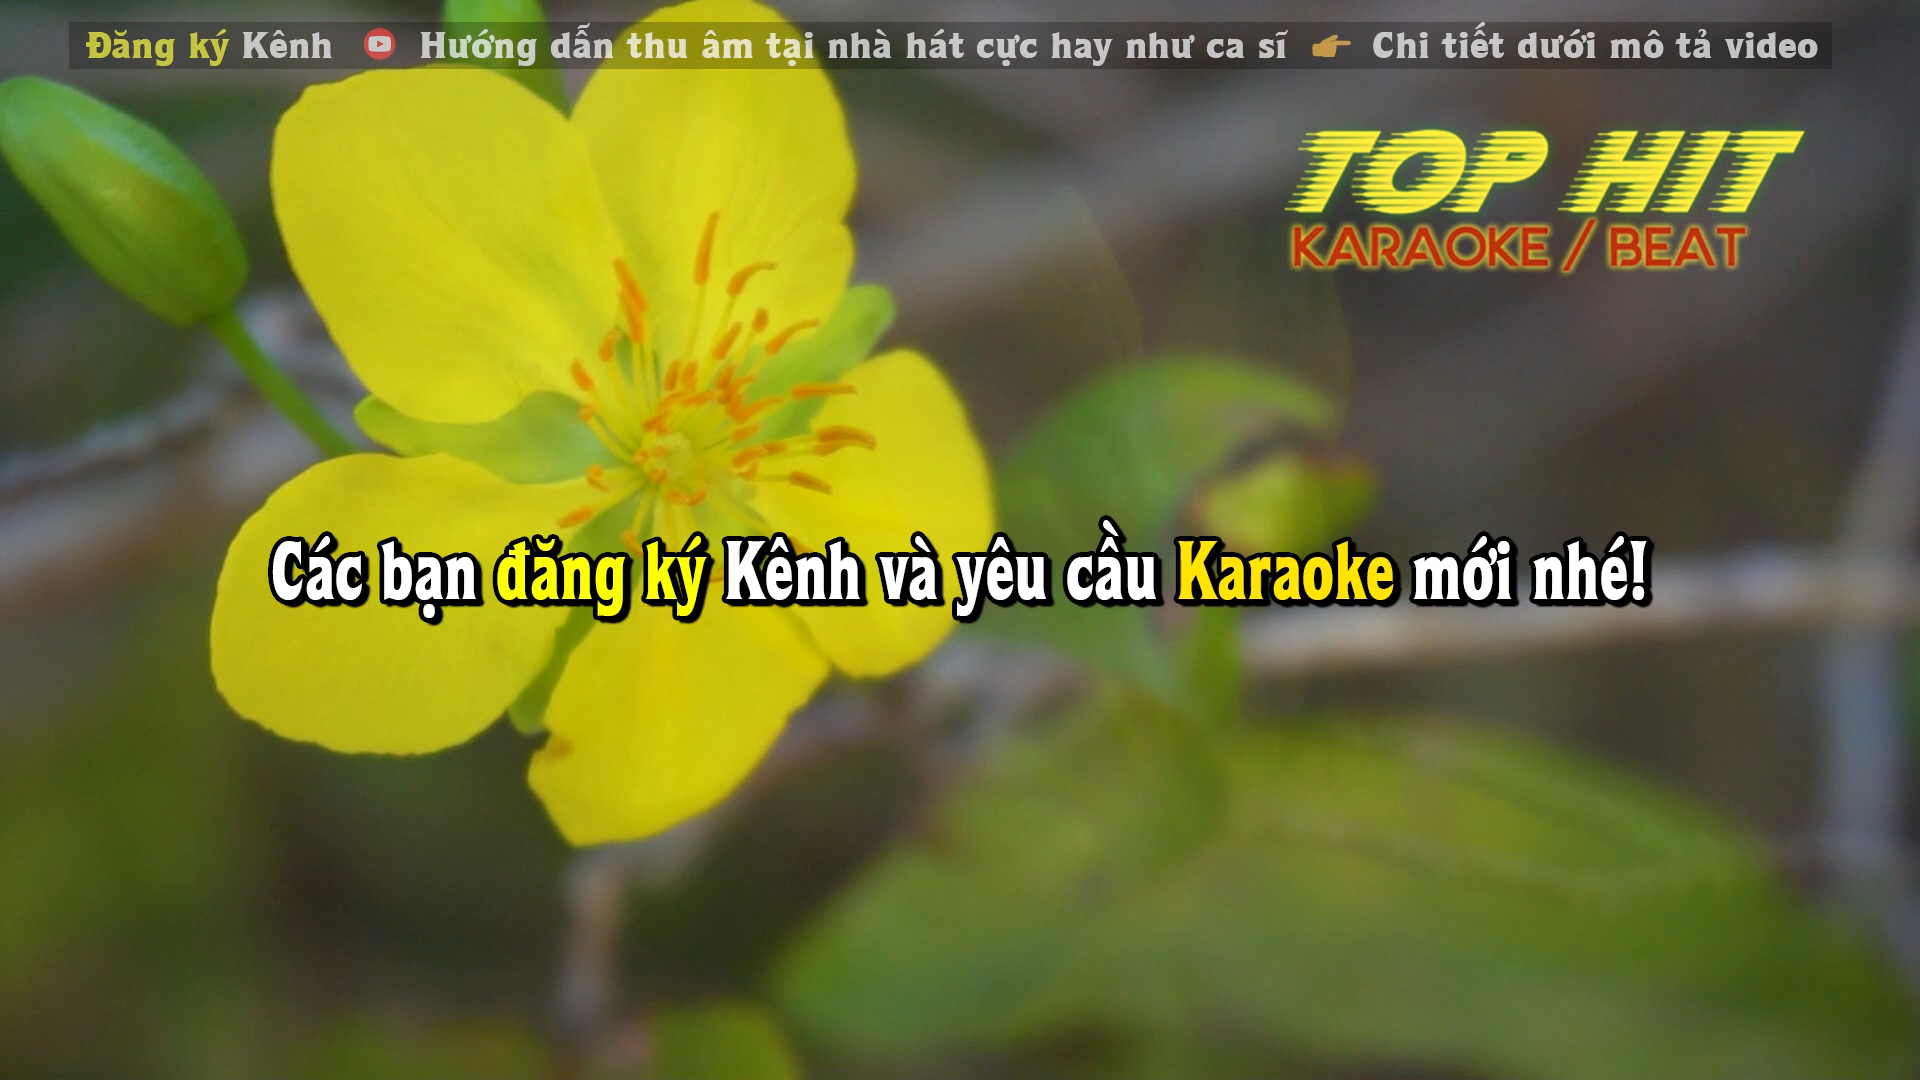 Đăng ký Kênh Hướng dẫn thu âm tại nhà hát cực hay như ca sĩ Chi tiết dưới mô tả video
TOP HIT
KARAOKE / BEAT
Các bạn đăng ký Kênh và yêu cầu Karaoke mới nhé!